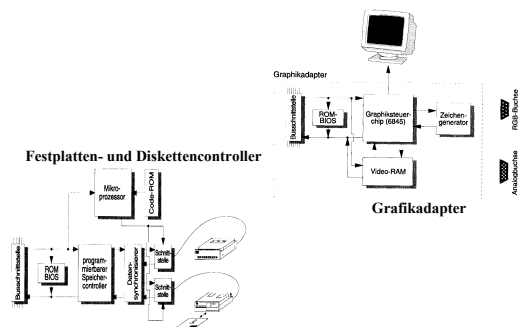 Graphikadapter
Busschnittstelle
ROM-
BIOS
Graphiksteuer-
chip (6845)
Zeichen-
generator
Video-RAM
RGB-Buchse
Analogbuchse
Grafikadapter
Festplatten- und Diskettencontroller
Mikro-
prozessor
Code-ROM
Busschnittstelle
ROM
BIOS
program-
mierbarer
Speicher-
controller
Daten-
synchronisierer
Schnitt-
stelle
Schnitt-
stelle